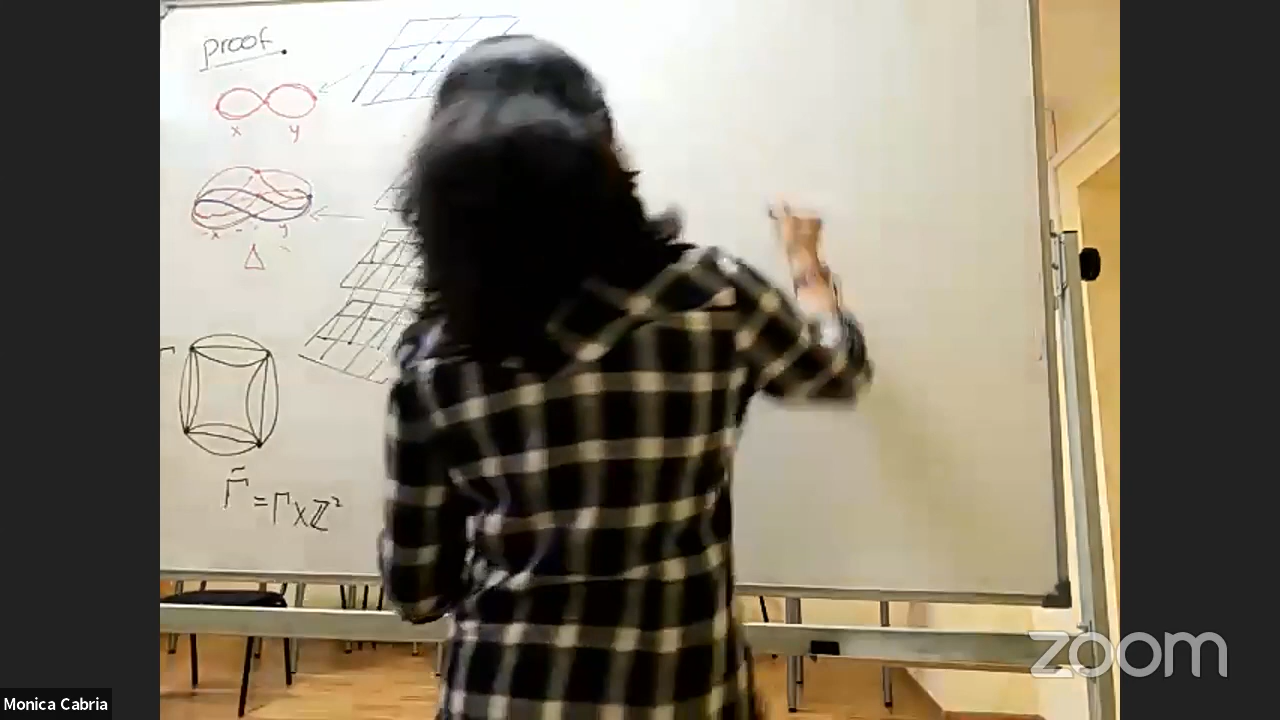 proof.
x y
x y
Δ
Γ̃ = Γ x ℤ²
zoom
Monica Cabria